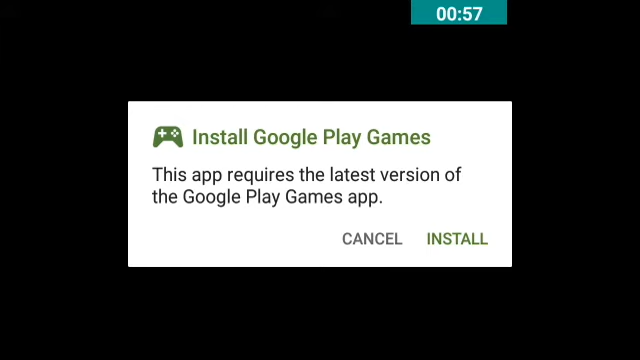 00:57
Install Google Play Games
This app requires the latest version of
the Google Play Games app.
CANCEL INSTALL